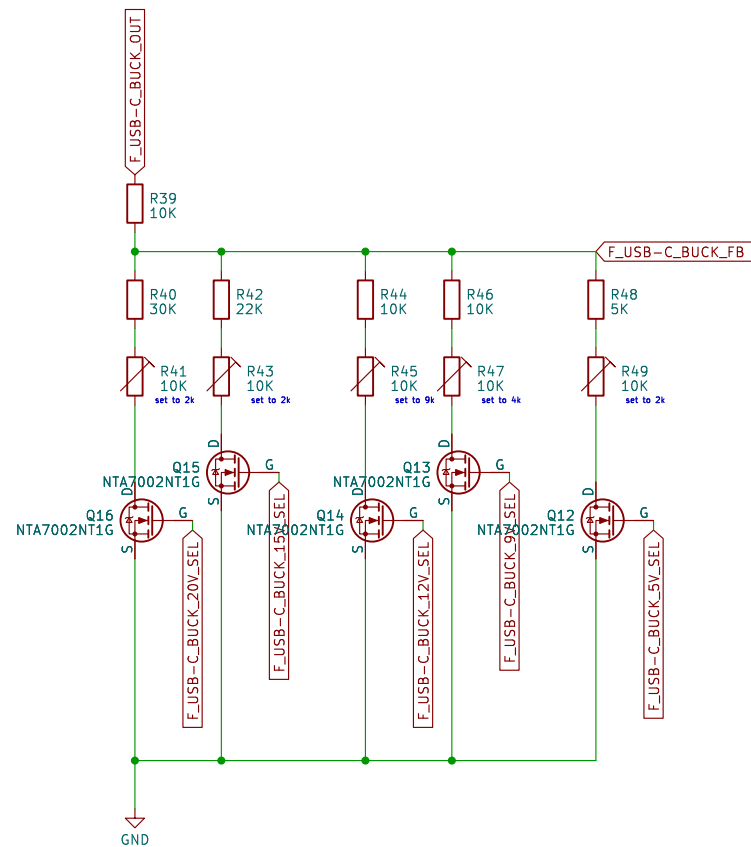 F_USB-C_BUCK_OUT
R39
10K
F_USB-C_BUCK_FB
R40
30K
R42
22K
R44
10K
R46
10K
R48
5K
R41
10K
set to 2k
R43
10K
set to 2k
R45
10K
set to 9k
R47
10K
set to 4k
R49
10K
set to 2k
D
G
S
Q15
NTA7002NT1G
D
G
S
Q13
NTA7002NT1G
D
G
S
Q16
NTA7002NT1G
D
G
S
Q14
NTA7002NT1G
D
G
S
Q12
NTA7002NT1G
F_USB-C_BUCK_20V_SEL
F_USB-C_BUCK_15V_SEL
F_USB-C_BUCK_12V_SEL
F_USB-C_BUCK_9V_SEL
F_USB-C_BUCK_5V_SEL
GND